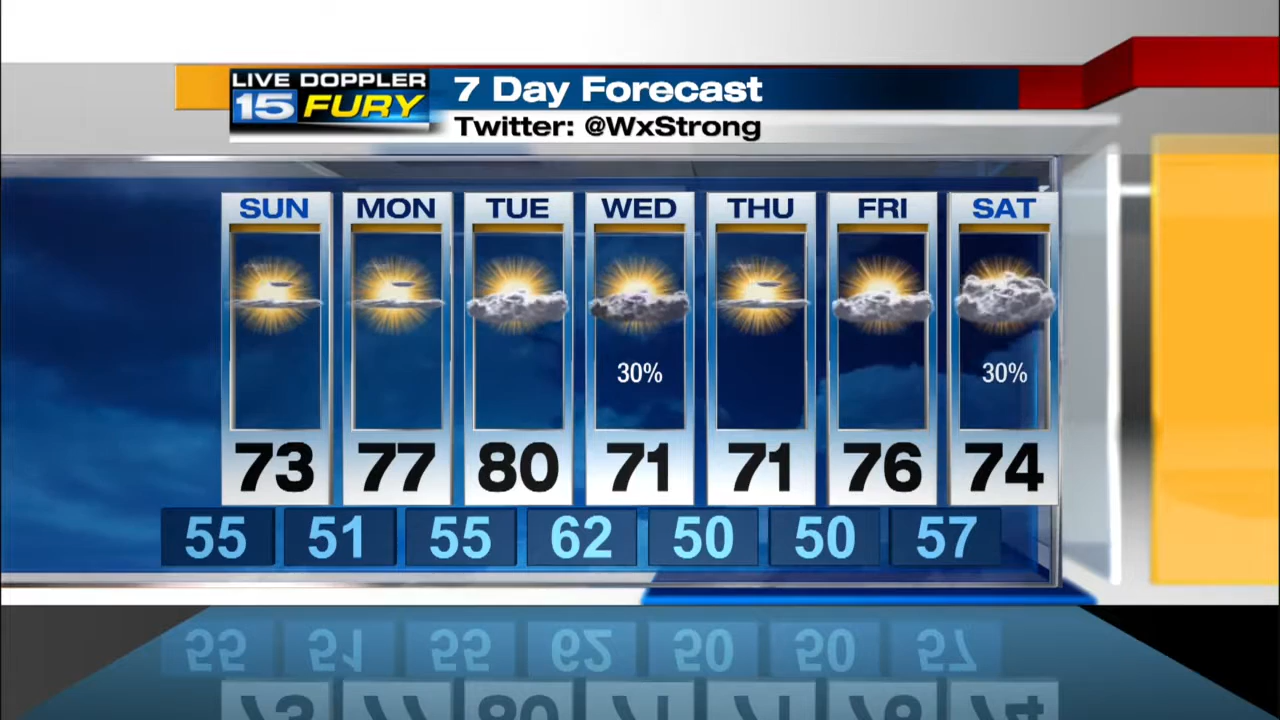 LIVE DOPPLER
15 FURY
7 Day Forecast
Twitter: @WxStrong
SUN MON TUE WED THU FRI SAT
30% 30%
73 77 80 71 71 76 74
55 51 55 62 50 50 57